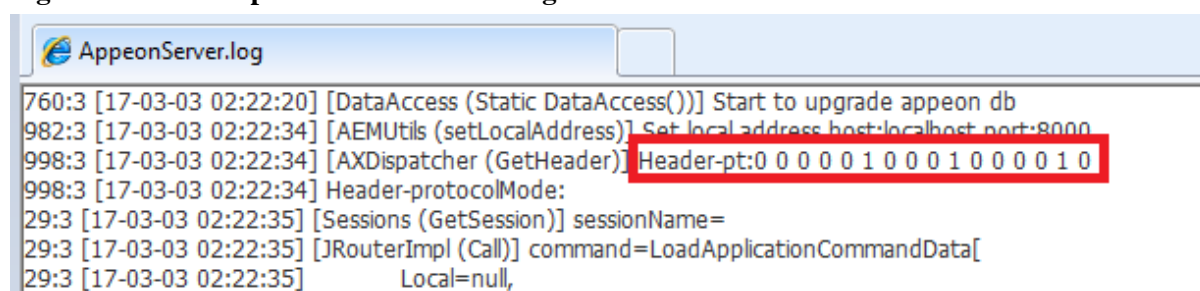 AppeonServer.log
760:3 [17-03-03 02:22:20] [DataAccess (Static DataAccess())] Start to upgrade appeon db
982:3 [17-03-03 02:22:34] [AEMUtils (setLocalAddress)] Set local address host:localhost port:8000
998:3 [17-03-03 02:22:34] [AXDispatcher (GetHeader)] Header-pt:0 0 0 0 0 1 0 0 0 1 0 0 0 0 1 0
998:3 [17-03-03 02:22:34] Header-protocolMode:
29:3 [17-03-03 02:22:35] [Sessions (GetSession)] sessionName=
29:3 [17-03-03 02:22:35] [JRouterImpl (Call)] command=LoadApplicationCommandData[
29:3 [17-03-03 02:22:35] Local=null,